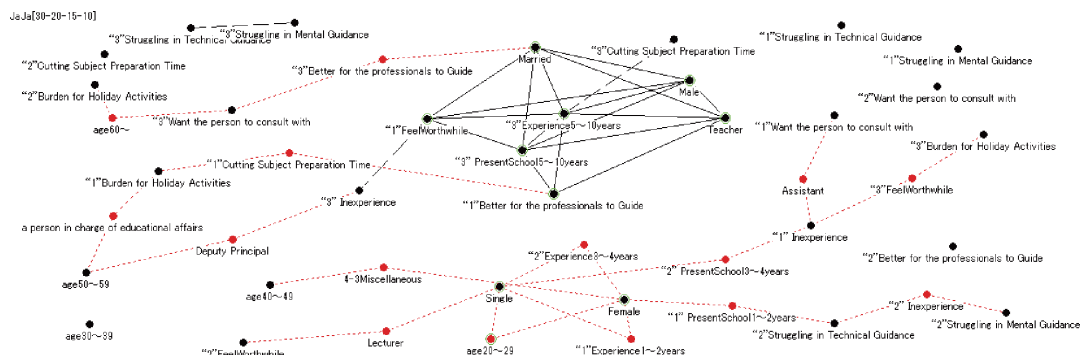 JaJa[30-20-15-10]
“3”Struggling in Technical Guidance
“3”Struggling in Mental Guidance
“1”Struggling in Technical Guidance
“3”Cutting Subject Preparation Time
Married
“1”Struggling in Mental Guidance
“2”Cutting Subject Preparation Time
“3”Better for the professionals to Guide
Male
“2”Burden for Holiday Activities
“2”Want the person to consult with
“3”Want the person to consult with
age60～
“1”FeelWorthwhile
“3”Experience5～10years
Teacher
“1”Want the person to consult with
“3”Burden for Holiday Activities
“1”Cutting Subject Preparation Time
“3”PresentSchool5～10years
“1”Burden for Holiday Activities
“3” Inexperience
“1”Better for the professionals to Guide
Assistant
“3”FeelWorthwhile
a person in charge of educational affairs
“1” Inexperience
Deputy Principal
“2”Experience3～4years
“2” PresentSchool3～4years
“2”Better for the professionals to Guide
age50～59
4-3Miscellaneous
age40～49
Single
Female
“1” PresentSchool1～2years
“2” Inexperience
“2”Struggling in Technical Guidance
“2”Struggling in Mental Guidance
age30～39
Lecturer
“2”FeelWorthwhile
age20～29
“1”Experience1～2years